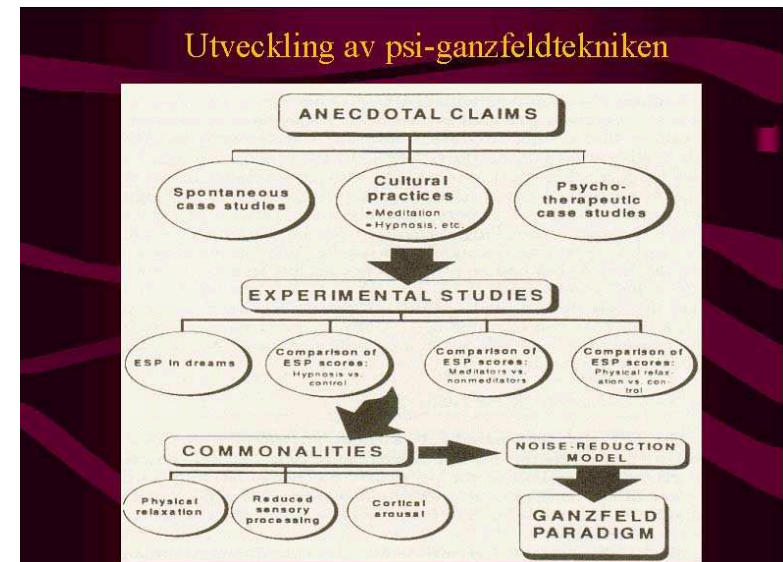 Utveckling av psi-ganzfeldtekniken
ANECDOTAL CLAIMS
Spontaneous
case studies
Cultural
practices
• Meditation
• Hypnosis, etc.
Psycho-
therapeutic
case studies
EXPERIMENTAL STUDIES
ESP in dreams
Comparison of
ESP scores:
Hypnosis vs.
control
Comparison of
ESP scores:
Meditators vs.
nonmeditators
Comparison of
ESP scores:
Physical relax-
ation vs. con-
trol
COMMONALITIES
NOISE-REDUCTION
MODEL
Physical
relaxation
Reduced
sensory
processing
Cortical
arousal
GANZFELD
PARADIGM